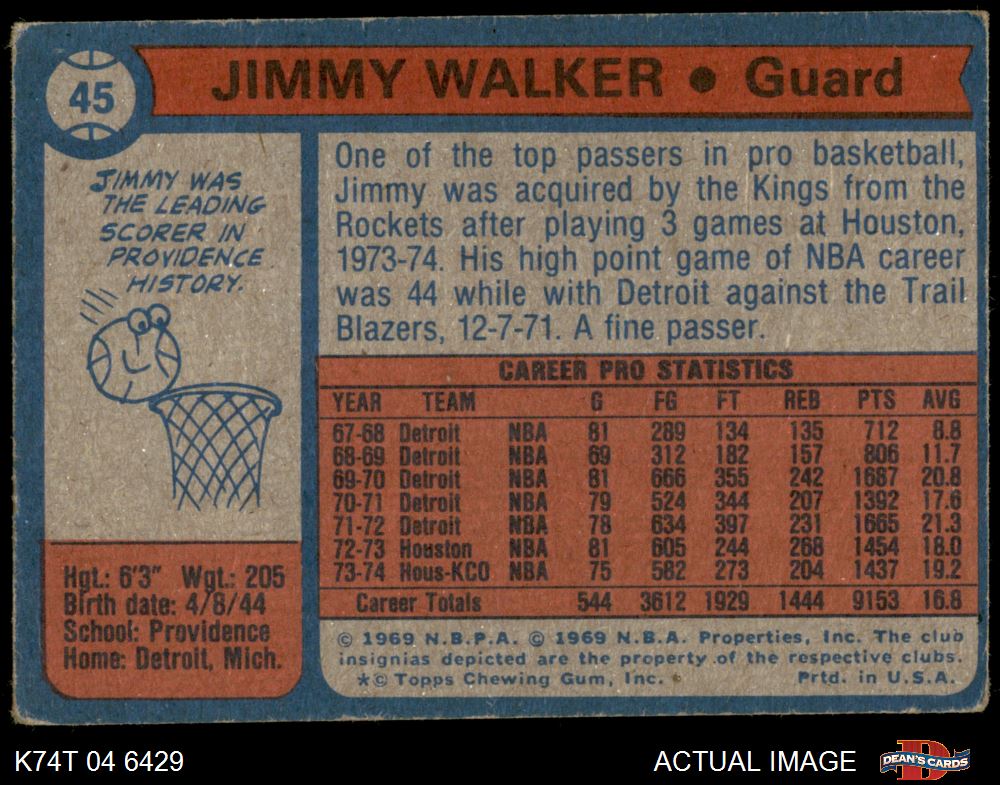 45
JIMMY WALKER • Guard
JIMMY WAS
THE LEADING
SCORER IN
PROVIDENCE
HISTORY.
Hgt.: 6'3" Wgt.: 205
Birth date: 4/8/44
School: Providence
Home: Detroit, Mich.
One of the top passers in pro basketball,
Jimmy was acquired by the Kings from the
Rockets after playing 3 games at Houston,
1973-74. His high point game of NBA career
was 44 while with Detroit against the Trail
Blazers, 12-7-71. A fine passer.
CAREER PRO STATISTICS
YEAR TEAM G FG FT REB PTS AVG
67-68 Detroit NBA 81 289 134 135 712 8.8
68-69 Detroit NBA 69 312 182 157 806 11.7
69-70 Detroit NBA 81 666 355 242 1687 20.8
70-71 Detroit NBA 79 524 344 207 1392 17.6
71-72 Detroit NBA 78 634 397 231 1665 21.3
72-73 Houston NBA 81 605 244 268 1454 18.0
73-74 Hous-KCO NBA 75 582 273 204 1437 19.2
Career Totals 544 3612 1929 1444 9153 16.8
© 1969 N.B.P.A. © 1969 N.B.A. Properties, Inc. The club
insignias depicted are the property of the respective clubs.
★© Topps Chewing Gum, Inc. Prtd. in U.S.A.
K74T 04 6429
ACTUAL IMAGE
D
DEAN'S CARDS